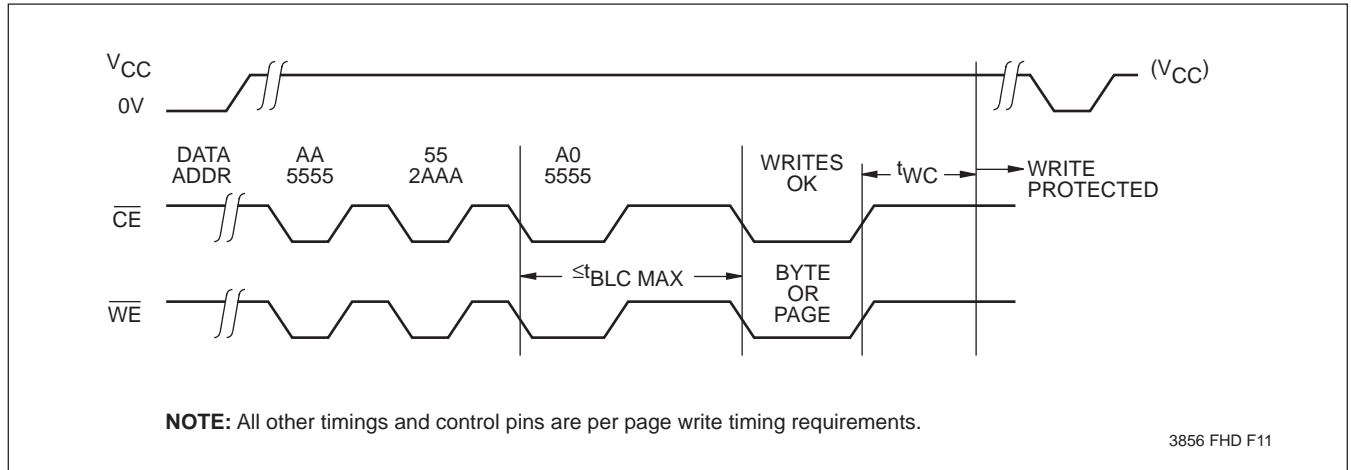 VCC
(VCC)
0V
DATA AA 55 A0 WRITES
ADDR 5555 2AAA 5555 OK
tWC
WRITE
PROTECTED
CE
≤tBLC MAX
BYTE
OR
PAGE
WE
NOTE: All other timings and control pins are per page write timing requirements.
3856 FHD F11